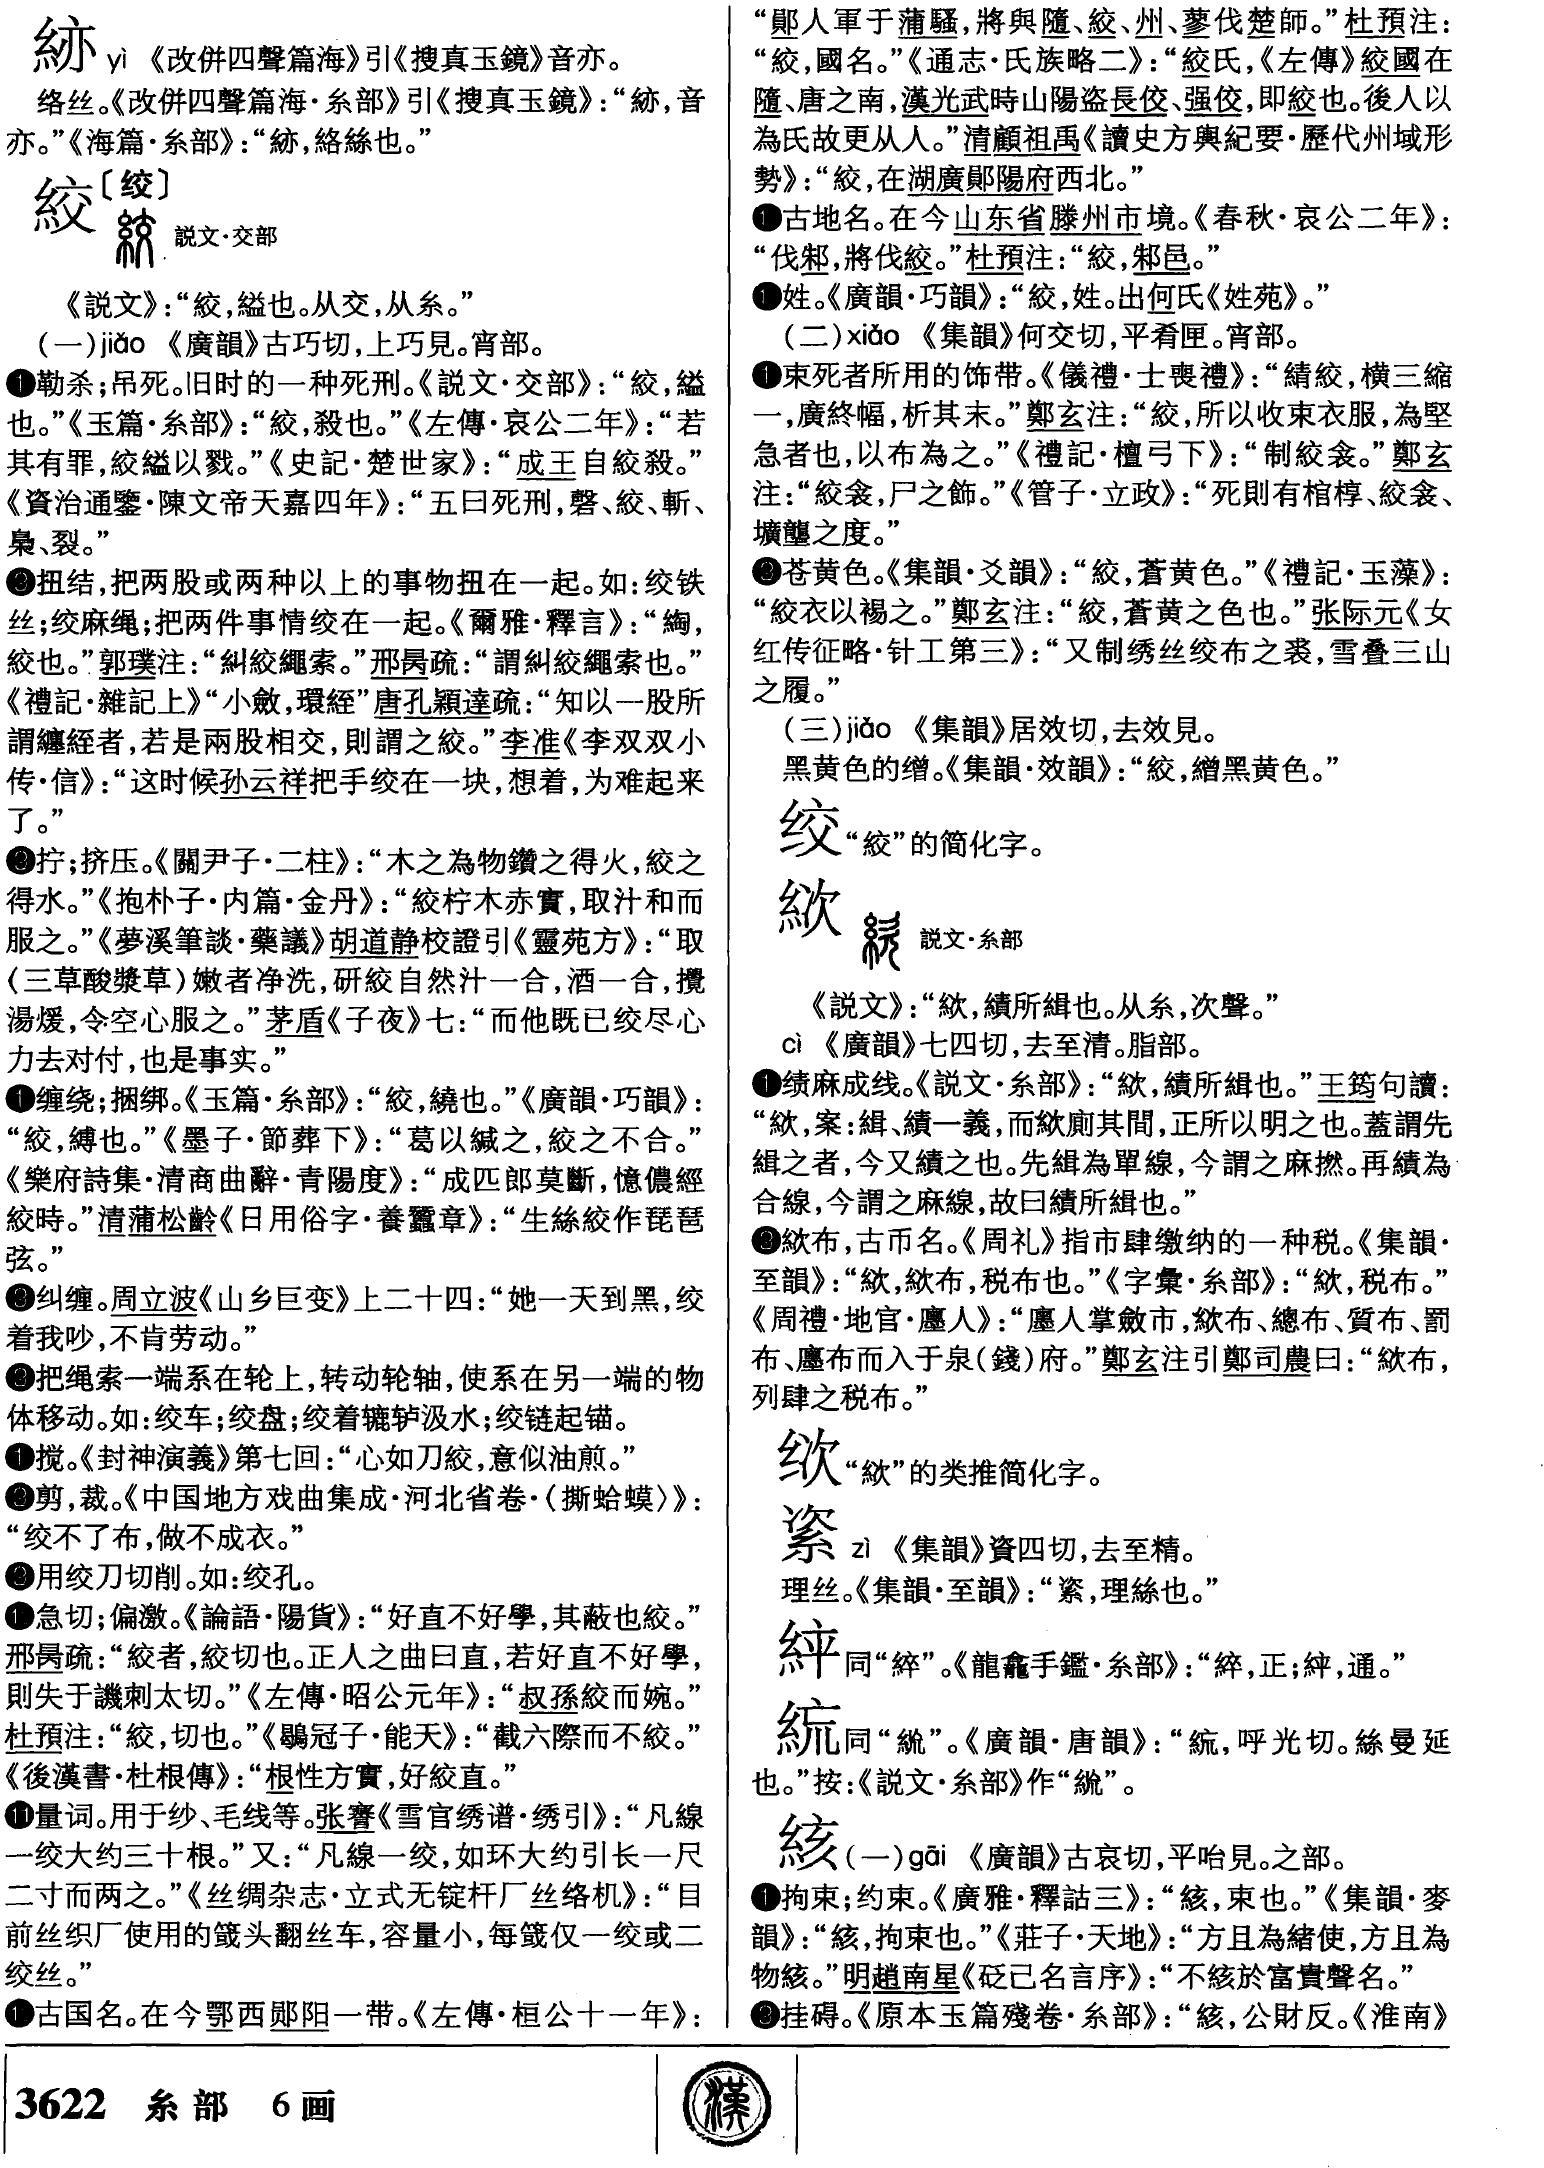 䋵 yì 《改併四聲篇海》引《搜真玉鏡》音亦。
络丝。《改併四聲篇海·糸部》引《搜真玉鏡》：“䋵，音
亦。”《海篇·糸部》：“䋵，絡絲也。”
絞〔绞〕
説文·交部
《説文》：“絞，縊也。从交，从糸。”
(一)jiǎo 《廣韻》古巧切，上巧見。宵部。
❶勒杀；吊死。旧时的一种死刑。《説文·交部》：“絞，縊
也。”《玉篇·糸部》：“絞，殺也。”《左傳·哀公二年》：“若
其有罪，絞縊以戮。”《史記·楚世家》：“成王自絞殺。”
《資治通鑒·陳文帝天嘉四年》：“五曰死刑，磬、絞、斬、
梟、裂。”
❷扭结，把两股或两种以上的事物扭在一起。如：绞铁
丝；绞麻绳；把两件事情绞在一起。《爾雅·釋言》：“綯，
絞也。”郭璞注：“糾絞繩索。”邢昺疏：“謂糾絞繩索也。”
《禮記·雜記上》“小斂，環絰”唐孔穎達疏：“知以一股所
謂纏絰者，若是兩股相交，則謂之絞。”李准《李双双小
传·信》：“这时候孙云祥把手绞在一块，想着，为难起来
了。”
❸拧；挤压。《關尹子·二柱》：“木之為物鑽之得火，絞之
得水。”《抱朴子·内篇·金丹》：“絞柠木赤實，取汁和而
服之。”《夢溪筆談·藥議》胡道静校證引《靈苑方》：“取
(三草酸漿草)嫩者净洗，研絞自然汁一合，酒一合，攪
湯煖，令空心服之。”茅盾《子夜》七：“而他既已绞尽心
力去对付，也是事实。”
❶缠绕；捆绑。《玉篇·糸部》：“絞，繞也。”《廣韻·巧韻》：
“絞，縛也。”《墨子·節葬下》：“葛以緘之，絞之不合。”
《樂府詩集·清商曲辭·青陽度》：“成匹郎莫斷，憶儂經
絞時。”清蒲松齡《日用俗字·養蠶章》：“生絲絞作琵琶
弦。”
❷纠缠。周立波《山乡巨变》上二十四：“她一天到黑，绞
着我吵，不肯劳动。”
❸把绳索一端系在轮上，转动轮轴，使系在另一端的物
体移动。如：绞车；绞盘；绞着辘轳汲水；绞链起锚。
❶搅。《封神演義》第七回：“心如刀絞，意似油煎。”
❷剪，裁。《中国地方戏曲集成·河北省卷·（撕蛤蟆〉》：
“绞不了布，做不成衣。”
❸用绞刀切削。如：绞孔。
❶急切；偏激。《論語·陽貨》：“好直不好學，其蔽也絞。”
邢昺疏：“絞者，絞切也。正人之曲曰直，若好直不好學，
則失于譏刺太切。”《左傳·昭公元年》：“叔孫絞而婉。”
杜預注：“絞，切也。”《鶡冠子·能天》：“截六際而不絞。”
《後漢書·杜根傳》：“根性方實，好絞直。”
⓫量词。用于纱、毛线等。张謇《雪宦绣谱·绣引》：“凡線
一绞大约三十根。”又：“凡線一绞，如环大约引长一尺
二寸而两之。”《丝绸杂志·立式无锭杆厂丝络机》：“目
前丝织厂使用的箴头翻丝车，容量小，每箴仅一绞或二
绞丝。”
❶古国名。在今鄂西郧阳一带。《左傳·桓公十一年》：
“鄖人軍于蒲騷，將與隨、絞、州、蓼伐楚師。”杜預注：
“絞，國名。”《通志·氏族略二》：“絞氏，《左傳》絞國在
隨、唐之南，漢光武時山陽盗長佼、强佼，即絞也。後人以
為氏故更从人。”清顧祖禹《讀史方輿紀要·歷代州域形
勢》：“絞，在湖廣鄖陽府西北。”
❶古地名。在今山东省滕州市境。《春秋·哀公二年》：
“伐邾，將伐絞。”杜預注：“絞，邾邑。”
❶姓。《廣韻·巧韻》：“絞，姓。出何氏《姓苑》。”
(二)xiáo 《集韻》何交切，平肴匣。宵部。
❶束死者所用的饰带。《儀禮·士喪禮》：“綪絞，横三縮
一，廣終幅，析其末。”鄭玄注：“絞，所以收束衣服，為堅
急者也，以布為之。”《禮記·檀弓下》：“制絞衾。”鄭玄
注：“絞衾，尸之飾。”《管子·立政》：“死則有棺椁、絞衾、
壙壟之度。”
❷苍黄色。《集韻·爻韻》：“絞，蒼黄色。”《禮記·玉藻》：
“絞衣以裼之。”鄭玄注：“絞，蒼黄之色也。”张际元《女
红传征略·针工第三》：“又制绣丝绞布之裘，雪叠三山
之履。”
(三)jiǎo 《集韻》居效切，去效見。
黑黄色的缯。《集韻·效韻》：“絞，繒黑黄色。”
绞“絞”的简化字。
絘
説文·糸部
《説文》：“絘，績所緝也。从糸，次聲。”
cì 《廣韻》七四切，去至清。脂部。
❶绩麻成线。《説文·糸部》：“絘，績所緝也。”王筠句讀：
“絘，案：緝、績一義，而絘廁其間，正所以明之也。蓋謂先
緝之者，今又績之也。先緝為單線，今謂之麻撚。再績為
合線，今謂之麻線，故曰績所緝也。”
❷絘布，古币名。《周礼》指市肆缴纳的一种税。《集韻·
至韻》：“絘，絘布，税布也。”《字彙·糸部》：“絘，税布。”
《周禮·地官·廛人》：“廛人掌斂市，絘布、總布、質布、罰
布、廛布而入于泉(錢)府。”鄭玄注引鄭司農曰：“絘布，
列肆之税布。”
“絘”的类推简化字。
zì 《集韻》資四切，去至精。
理丝。《集韻·至韻》：“，理絲也。”
同“綷”。《龍龕手鑑·糸部》：“綷，正；，通。”
同“䋄”。《廣韻·唐韻》：“，呼光切。絲曼延
也。”按：《説文·糸部》作“”。
絯(一)gāi 《廣韻》古哀切，平咍見。之部。
❶拘束；约束。《廣雅·釋詁三》：“絯，束也。”《集韻·麥
韻》：“絯，拘束也。”《莊子·天地》：“方且為緒使，方且為
物絯。”明趙南星《砭己名言序》：“不絯於富貴聲名。”
❷挂碍。《原本玉篇殘卷·糸部》：“絯，公財反。《淮南》
3622 糸部 6画
漢